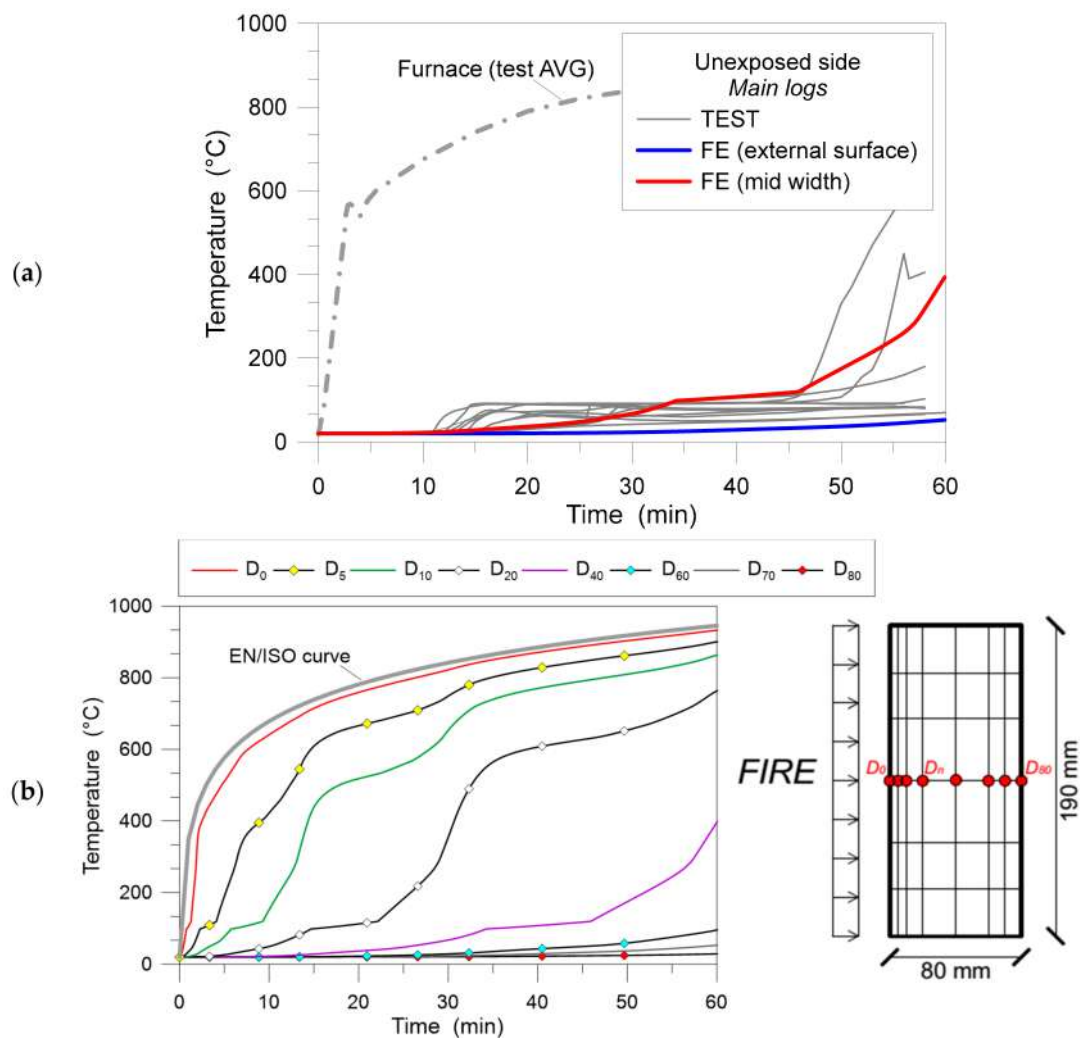 (a)
1000
800
600
400
200
0
Temperature (°C)
Furnace (test AVG)
Unexposed side
Main logs
TEST
FE (external surface)
FE (mid width)
0 10 20 30 40 50 60
Time (min)
D0 D5 D10 D20 D40 D60 D70 D80
(b)
1000
800
600
400
200
0
Temperature (°C)
EN/ISO curve
0 10 20 30 40 50 60
Time (min)
FIRE
D0 Dn D80
190 mm
80 mm